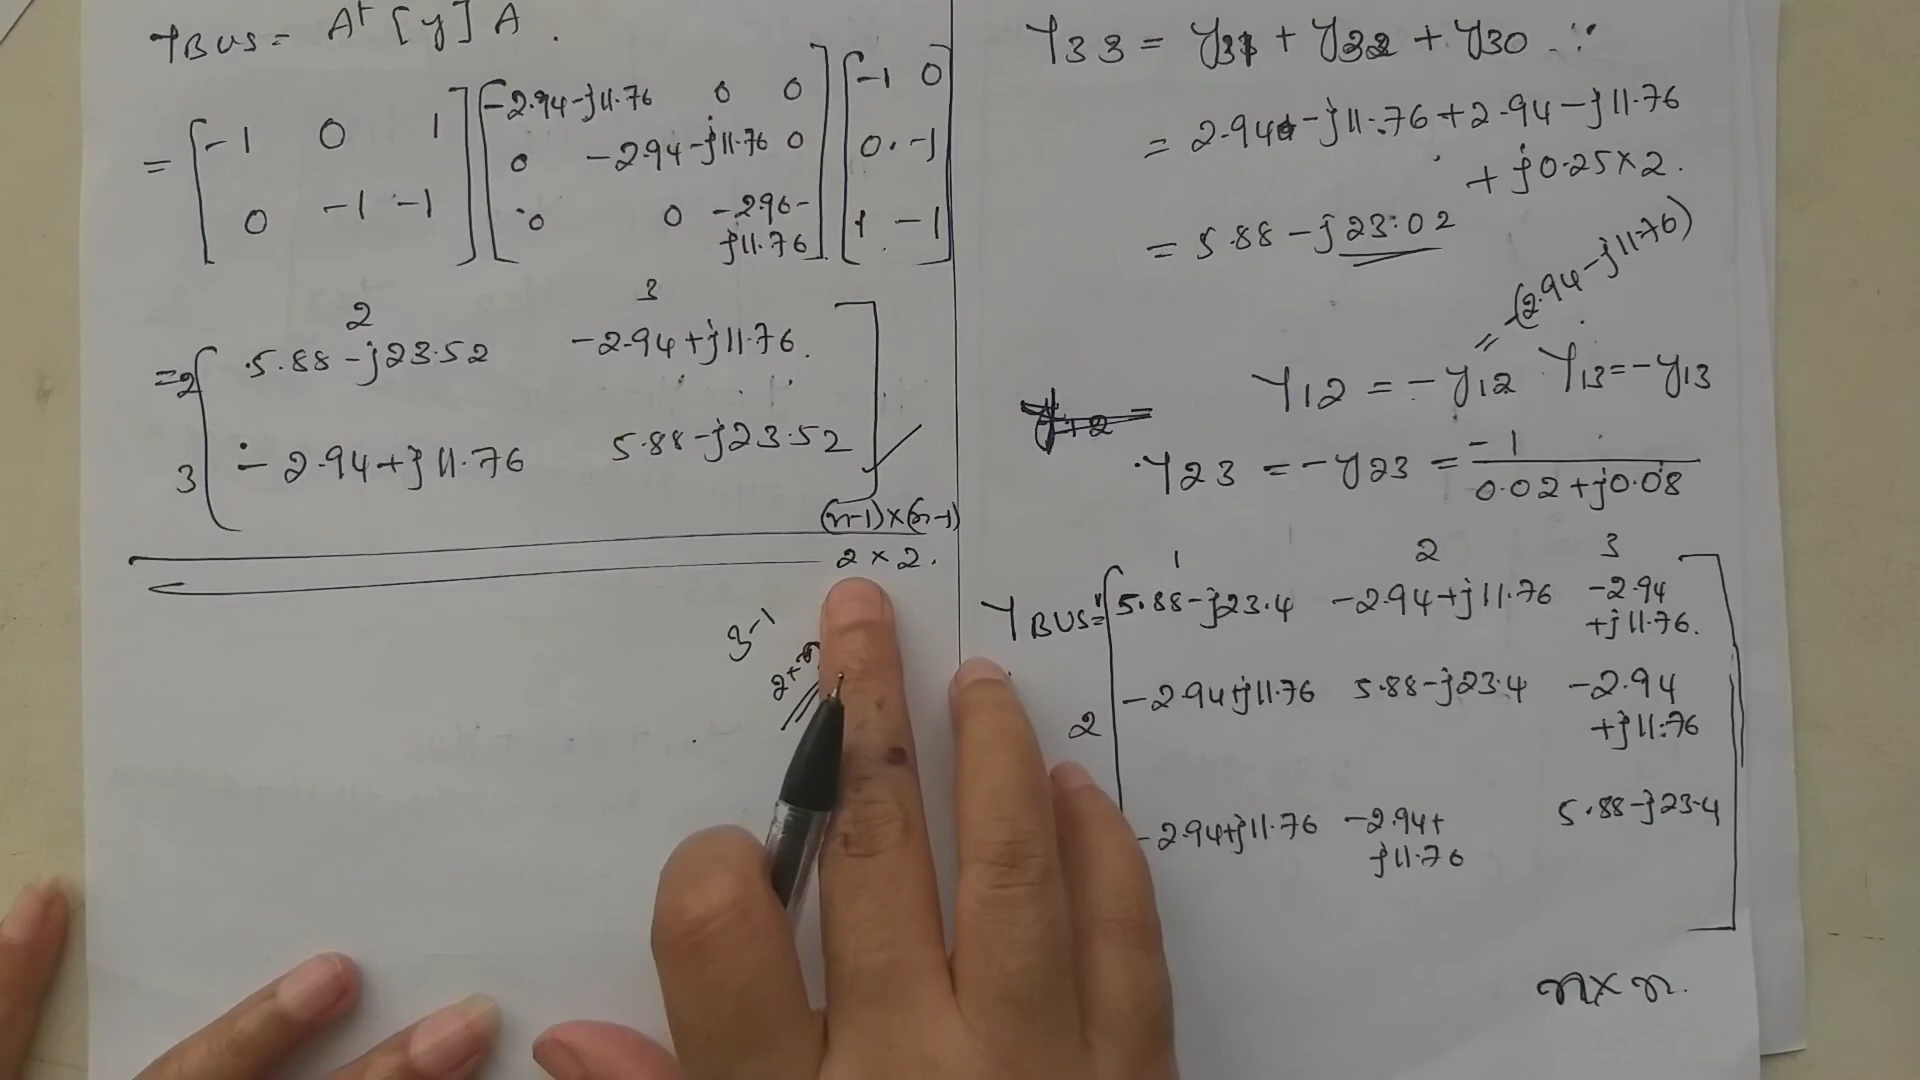 YBUS = Aᵗ [y] A .
= [ -1 0 1 ] [ -2.94-j11.76 0 0 ] [ -1 0 ]
[ 0 -1 -1 ] [ 0 -2.94-j11.76 0 ] [ 0 -1 ]
[ 0 0 -2.96-j11.76 ] [ 1 -1 ]
2 3
= 2 [ 5.88-j23.52 -2.94+j11.76 ]
3 [ -2.94+j11.76 5.88-j23.52 ]
(n-1)×(n-1)
2 × 2.
3-1
Y33 = y31 + y32 + y30
= 2.94-j11.76+2.94-j11.76
+ j0.25×2.
= 5.88-j23.02
-(2.94-j11.76)
=
Y12 = -y12 Y13 = -y13
Y23 = -y23 = -1 / 0.02+j0.08
1 2 3
YBUS = [ 5.88-j23.4 -2.94+j11.76 -2.94+j11.76.
2 -2.94+j11.76 5.88-j23.4 -2.94+j11.76
-2.94+j11.76 -2.94+j11.76 5.88-j23.4 ]
n×n.